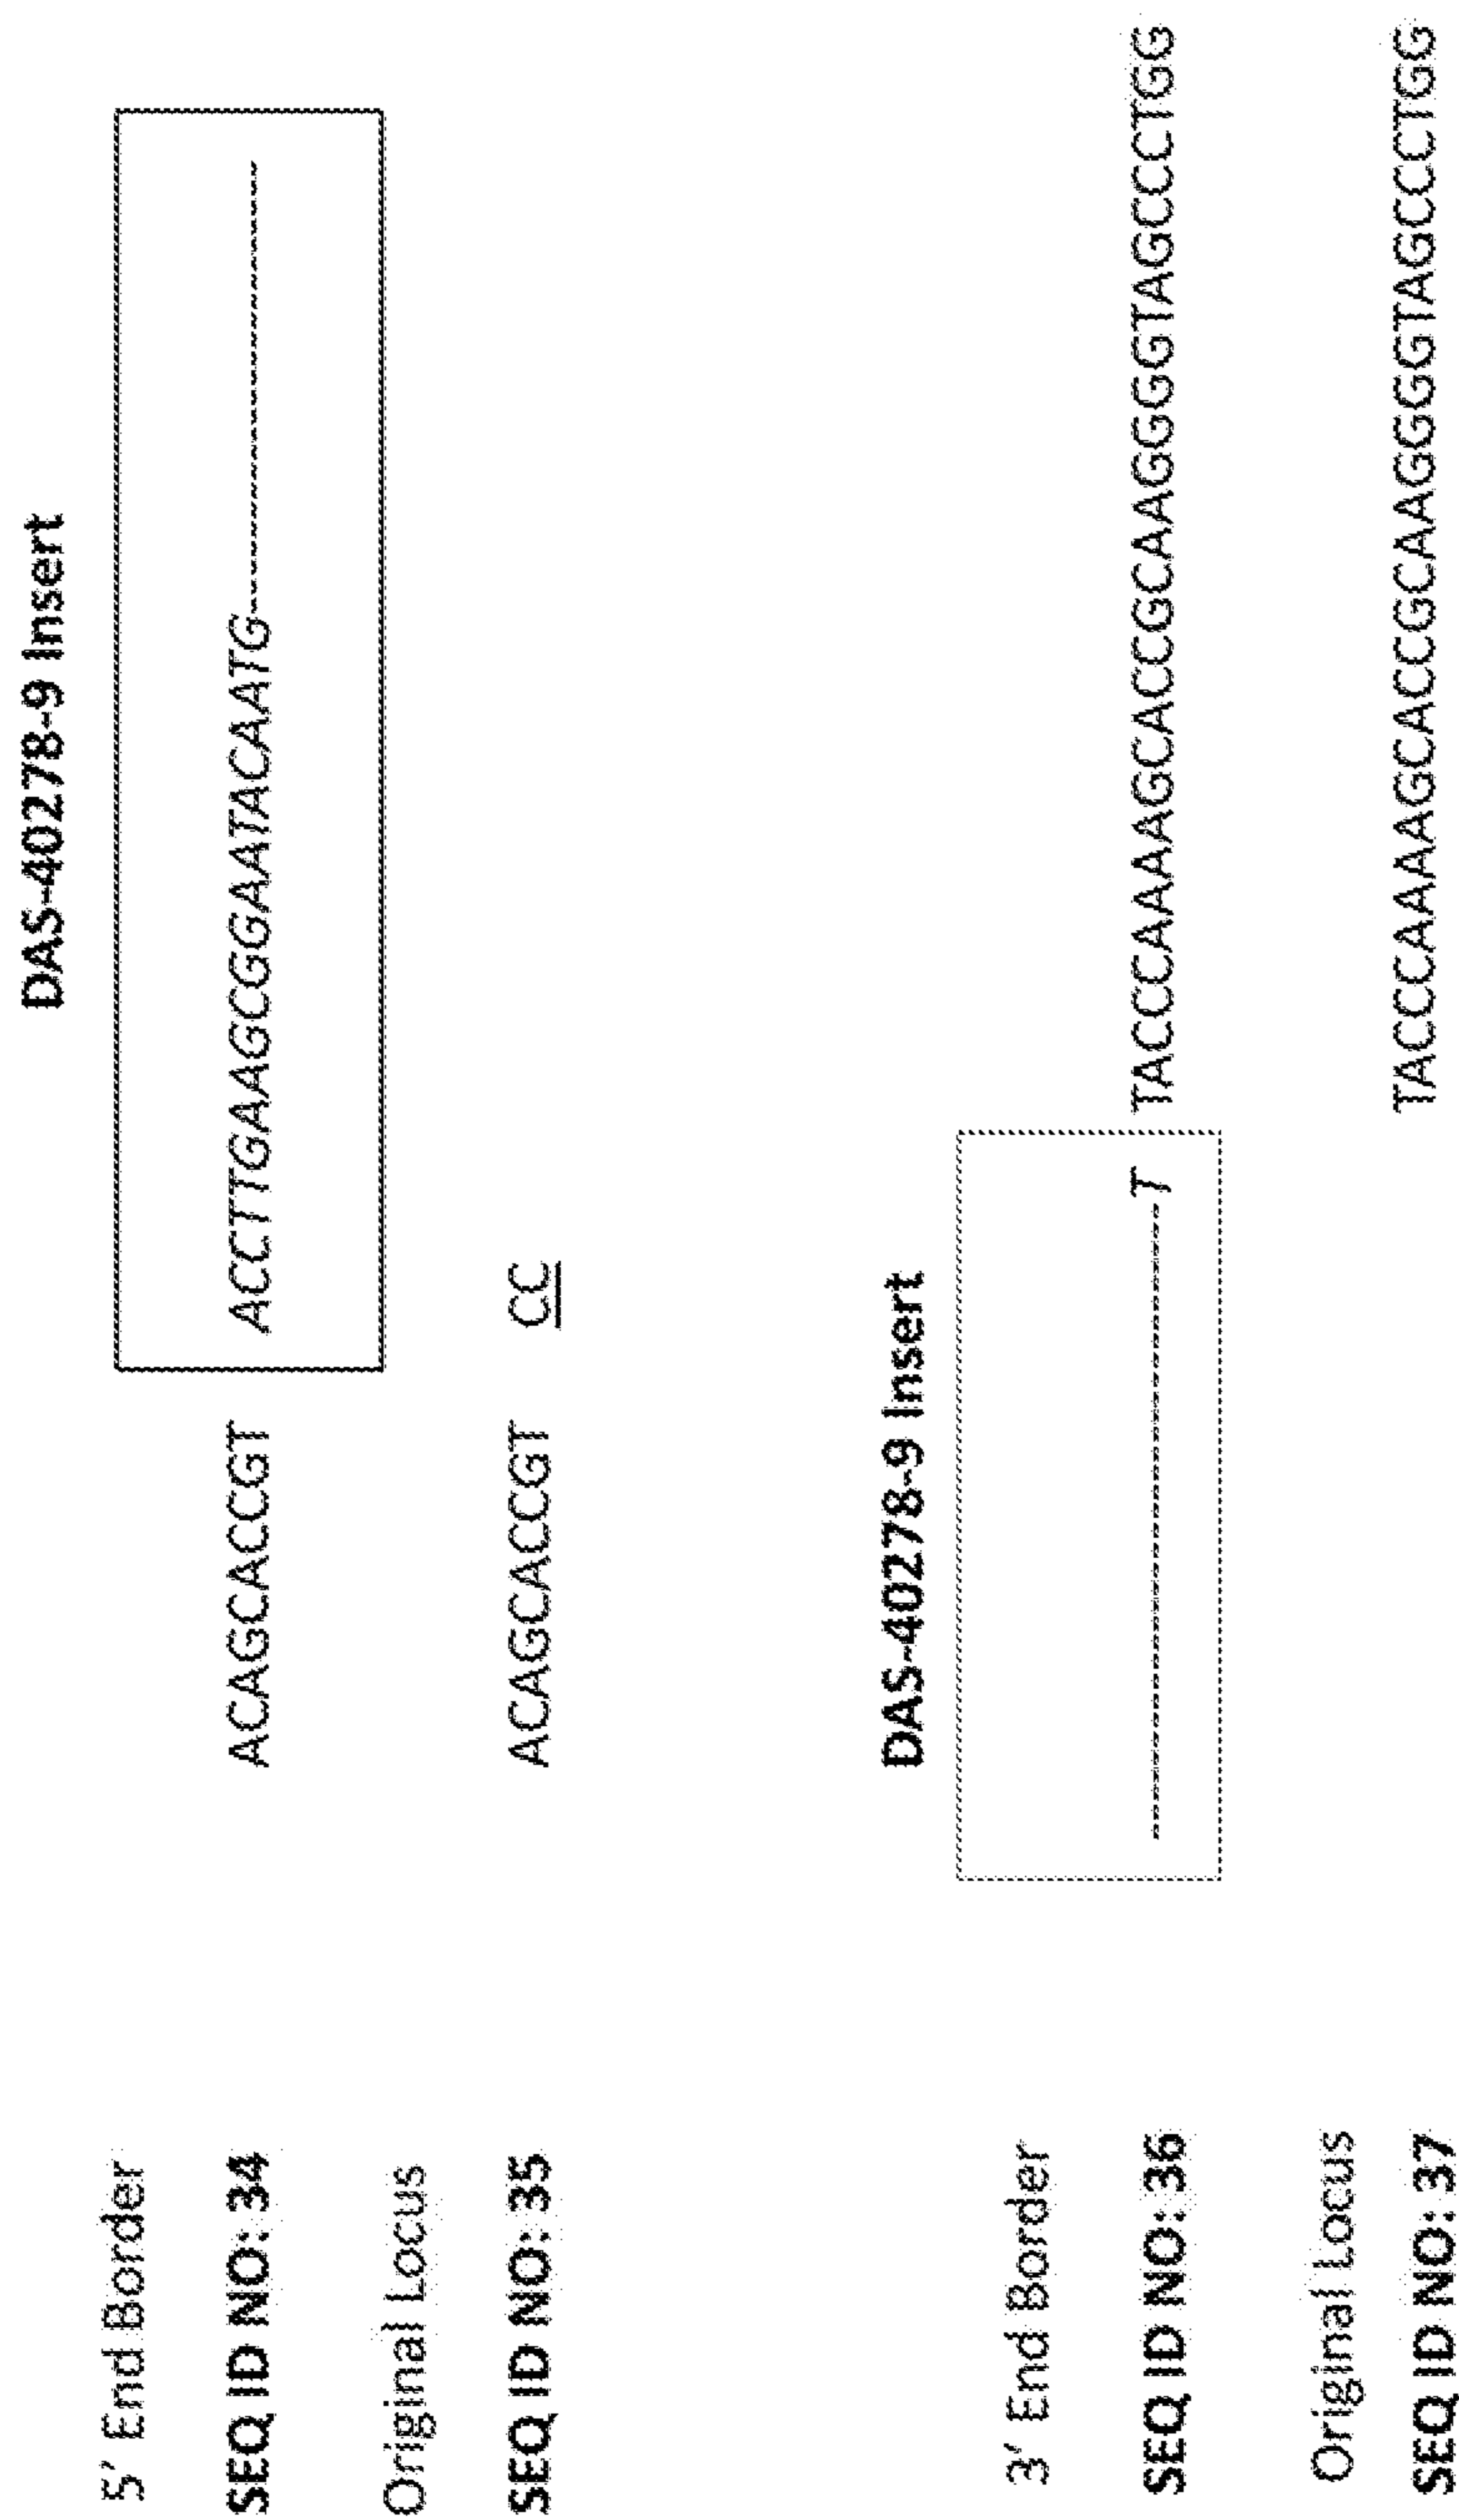 DAS-40278-9 Insert
5' End Border
SEQ ID NO: 34 ACAGCACCGT ACCTTGAAGCGGAATACAATG--------------------
Original Locus
SEQ ID NO: 35 ACAGCACCGT CC
DAS-40278-9 Insert
3' End Border
SEQ ID NO: 36 ----------------------------T TACCCAAAAGCACCGCAAGGGGTAGCCCTGG
Original Locus
SEQ ID NO: 37 TACCCAAAAGCACCGCAAGGGGTAGCCCTGG